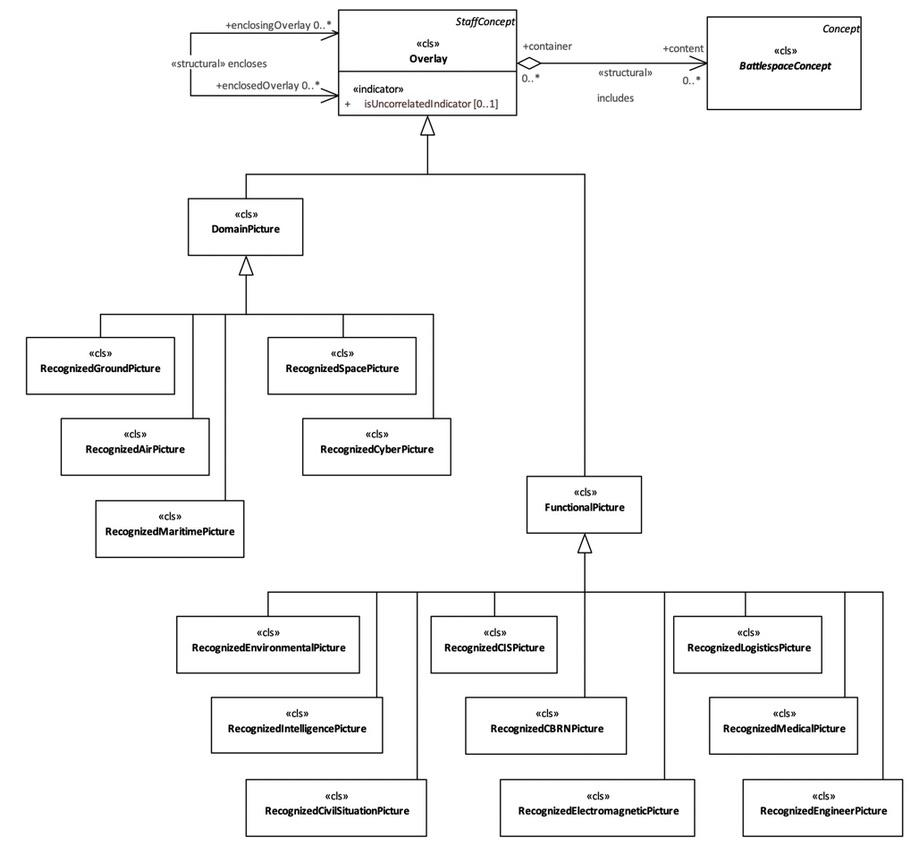 StaffConcept
«cls»
Overlay
«indicator»
+ isUncorrelatedIndicator [0..1]
+enclosingOverlay 0..*
«structural» encloses
+enclosedOverlay 0..*
+container
0..*
«structural»
includes
+content
0..*
Concept
«cls»
BattlespaceConcept
«cls»
DomainPicture
«cls»
RecognizedGroundPicture
«cls»
RecognizedSpacePicture
«cls»
RecognizedAirPicture
«cls»
RecognizedCyberPicture
«cls»
RecognizedMaritimePicture
«cls»
FunctionalPicture
«cls»
RecognizedEnvironmentalPicture
«cls»
RecognizedCISPicture
«cls»
RecognizedLogisticsPicture
«cls»
RecognizedIntelligencePicture
«cls»
RecognizedCBRNPicture
«cls»
RecognizedMedicalPicture
«cls»
RecognizedCivilSituationPicture
«cls»
RecognizedElectromagneticPicture
«cls»
RecognizedEngineerPicture